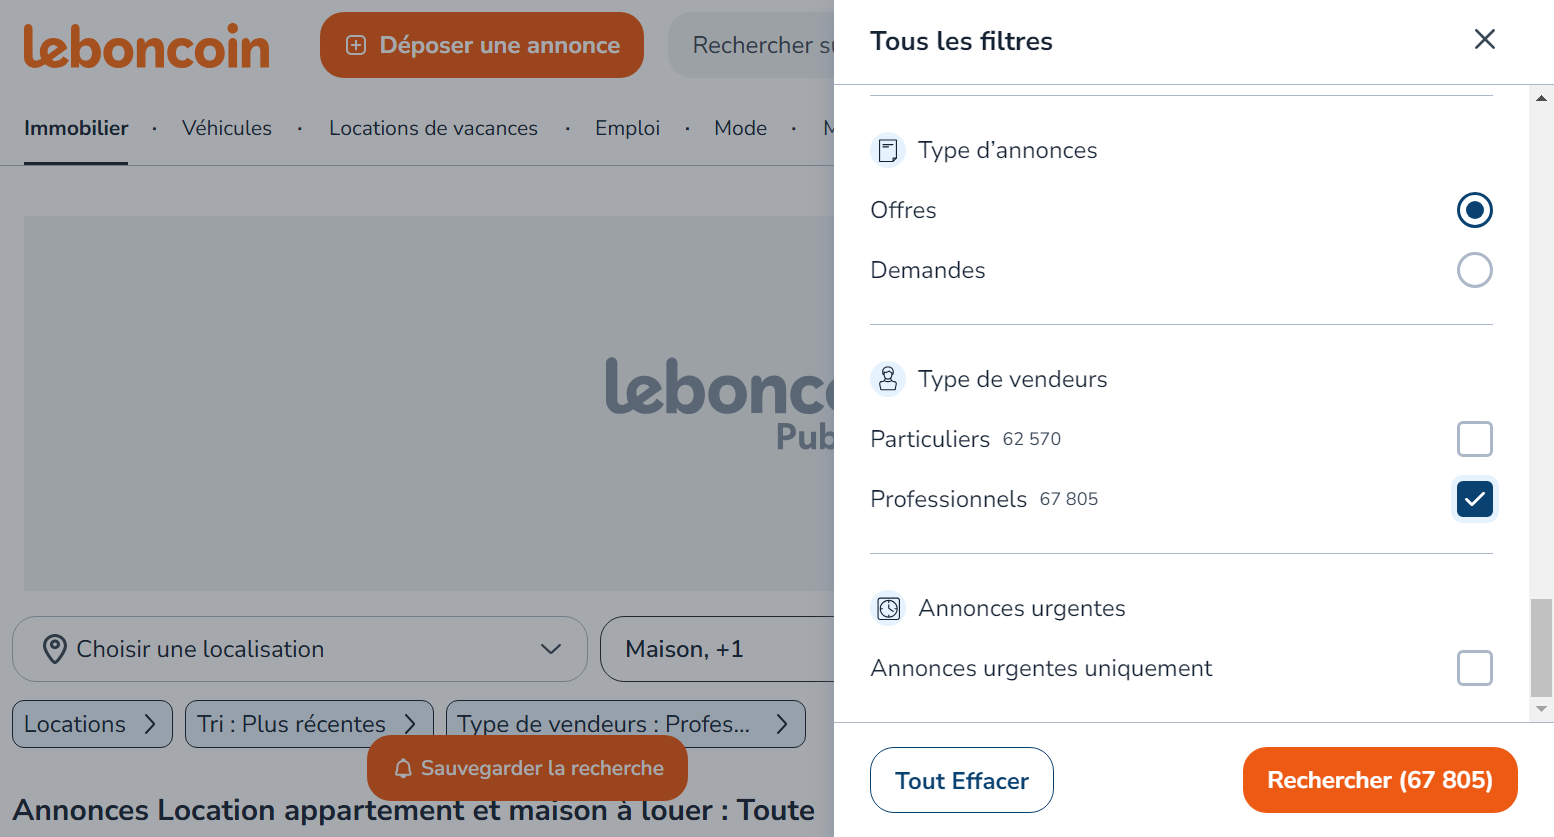 leboncoin
Déposer une annonce
Rechercher
Immobilier · Véhicules · Locations de vacances · Emploi · Mode ·
leboncoin
Choisir une localisation
Maison, +1
Locations
Tri : Plus récentes
Type de vendeurs : Profes...
Sauvegarder la recherche
Annonces Location appartement et maison à louer : Toute
Tous les filtres
Type d’annonces
Offres
Demandes
Type de vendeurs
Particuliers 62 570
Professionnels 67 805
Annonces urgentes
Annonces urgentes uniquement
Tout Effacer
Rechercher (67 805)